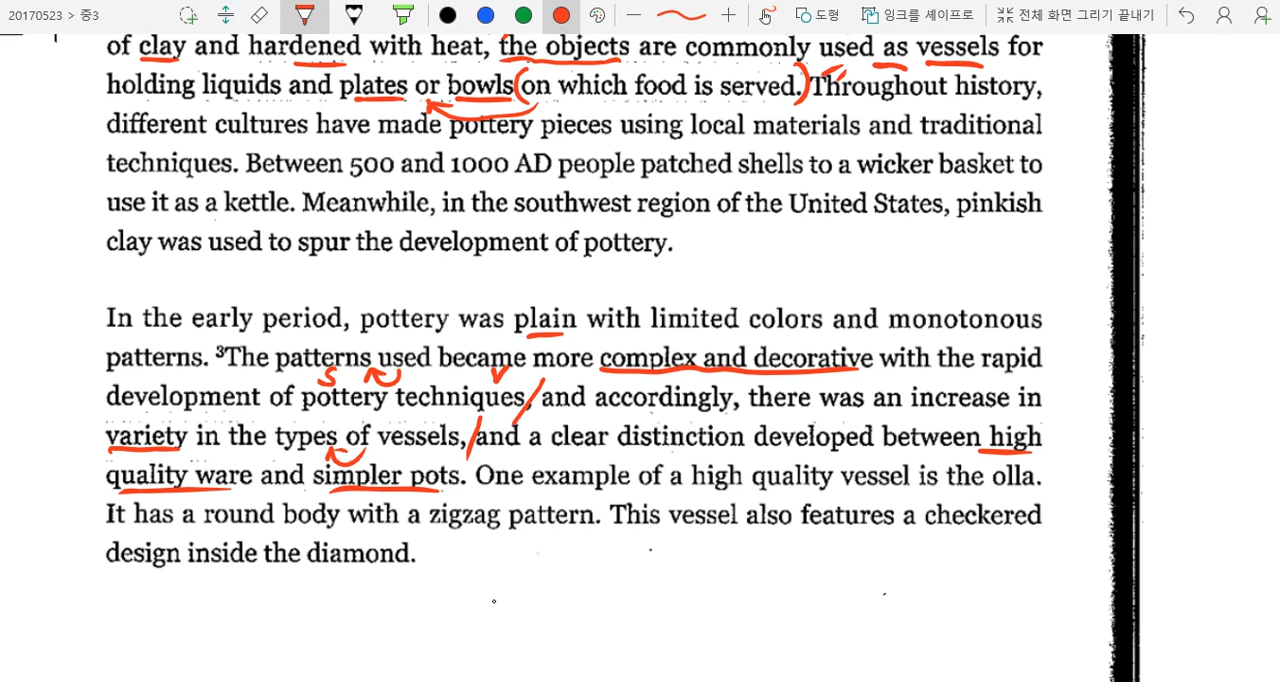 20170523 > 중3
도형
잉크를 셰이프로
전체 화면 그리기 끝내기
of clay and hardened with heat, the objects are commonly used as vessels for
holding liquids and plates or bowls (on which food is served.) Throughout history,
different cultures have made pottery pieces using local materials and traditional
techniques. Between 500 and 1000 AD people patched shells to a wicker basket to
use it as a kettle. Meanwhile, in the southwest region of the United States, pinkish
clay was used to spur the development of pottery.
In the early period, pottery was plain with limited colors and monotonous
patterns. ³The patterns used became more complex and decorative with the rapid
S V
development of pottery techniques, / and accordingly, there was an increase in
variety in the types of vessels, / and a clear distinction developed between high
quality ware and simpler pots. One example of a high quality vessel is the olla.
It has a round body with a zigzag pattern. This vessel also features a checkered
design inside the diamond.